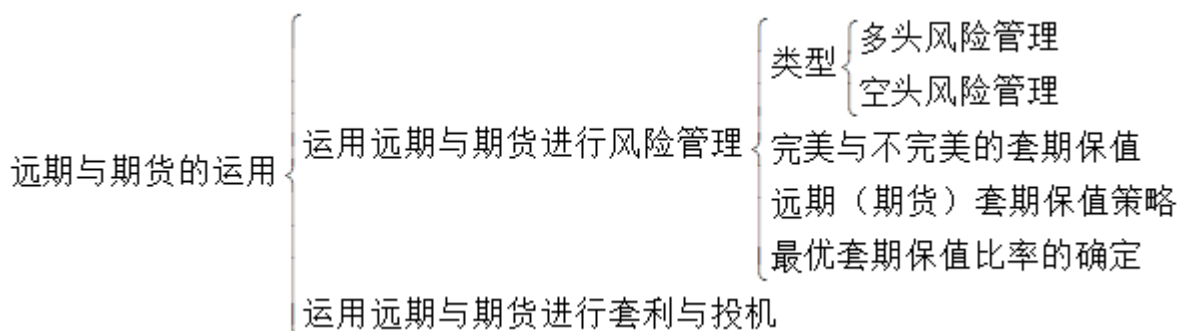 远期与期货的运用
运用远期与期货进行风险管理
类型
多头风险管理
空头风险管理
完美与不完美的套期保值
远期（期货）套期保值策略
最优套期保值比率的确定
运用远期与期货进行套利与投机